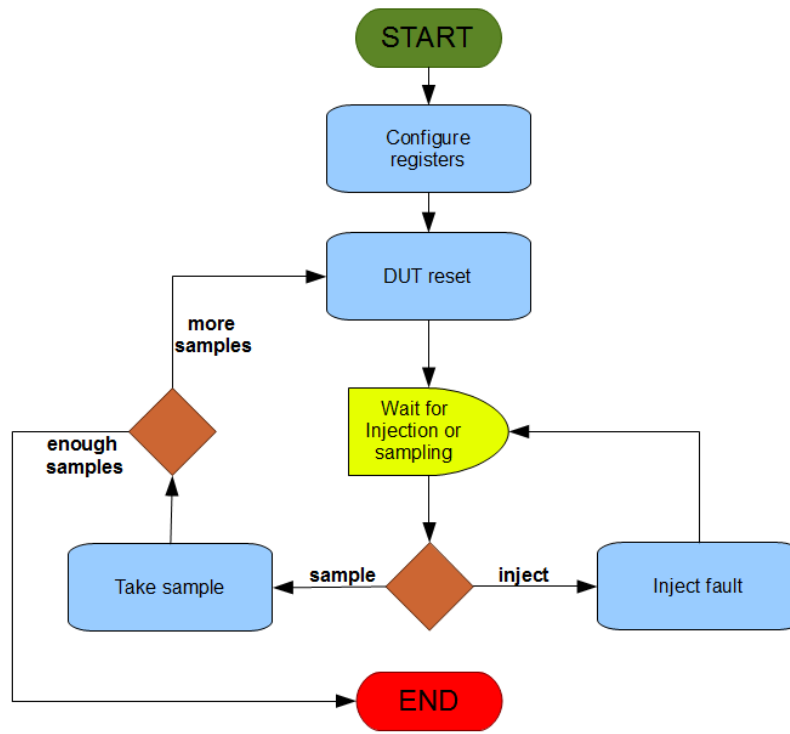 START
Configure
registers
DUT reset
more
samples
Wait for
Injection or
sampling
enough
samples
Take sample
sample
inject
Inject fault
END